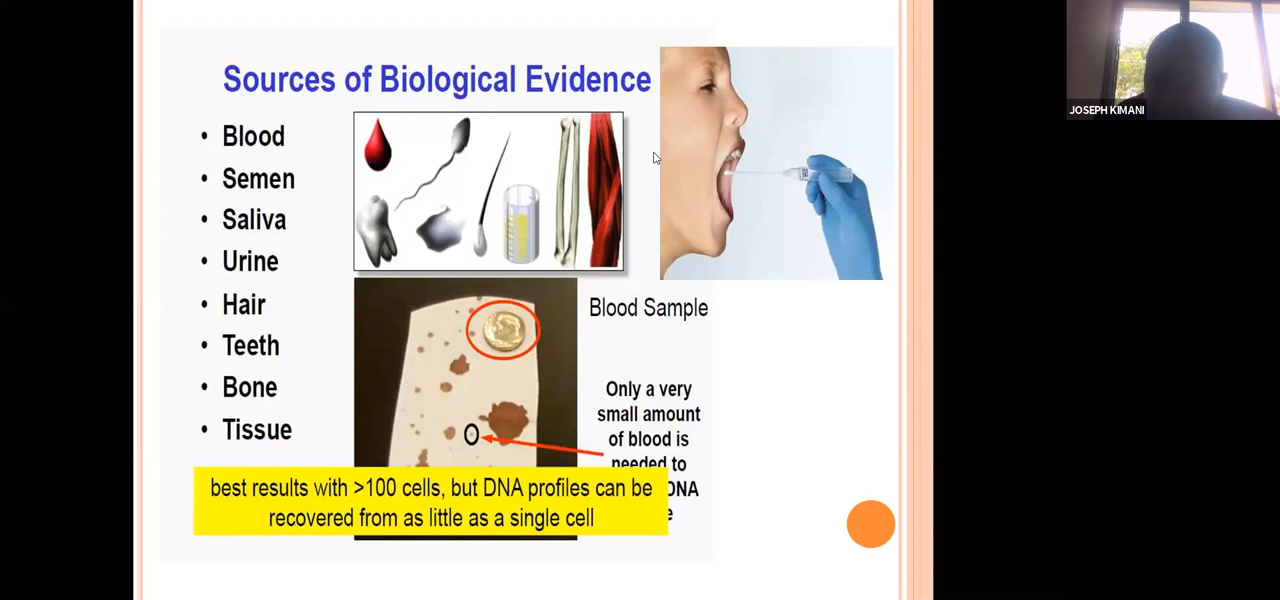 Sources of Biological Evidence
• Blood
• Semen
• Saliva
• Urine
• Hair
• Teeth
• Bone
• Tissue
Blood Sample
Only a very
small amount
of blood is
needed to
DNA
best results with >100 cells, but DNA profiles can be
recovered from as little as a single cell
JOSEPH KIMANI